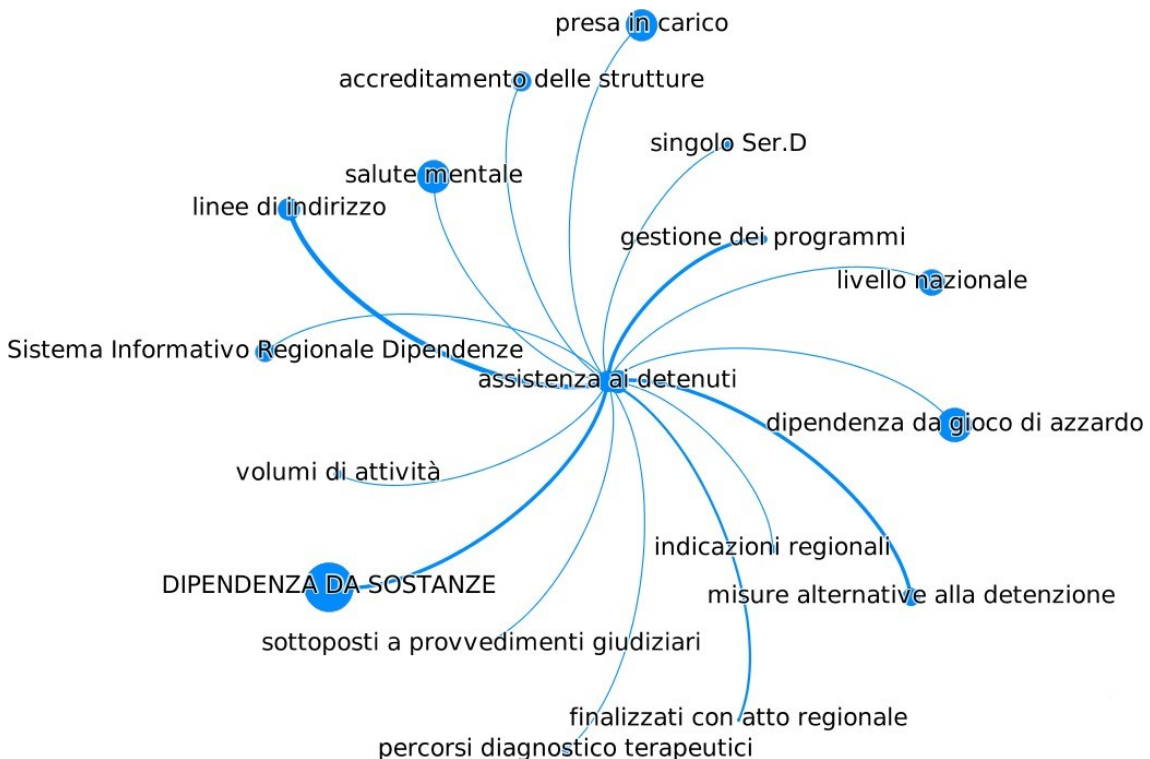 presa in carico
accreditamento delle strutture
singolo Ser.D
salute mentale
linee di indirizzo
gestione dei programmi
livello nazionale
Sistema Informativo Regionale Dipendenze
assistenza ai detenuti
dipendenza da gioco di azzardo
volumi di attività
indicazioni regionali
DIPENDENZA DA SOSTANZE
misure alternative alla detenzione
sottoposti a provvedimenti giudiziari
finalizzati con atto regionale
percorsi diagnostico terapeutici